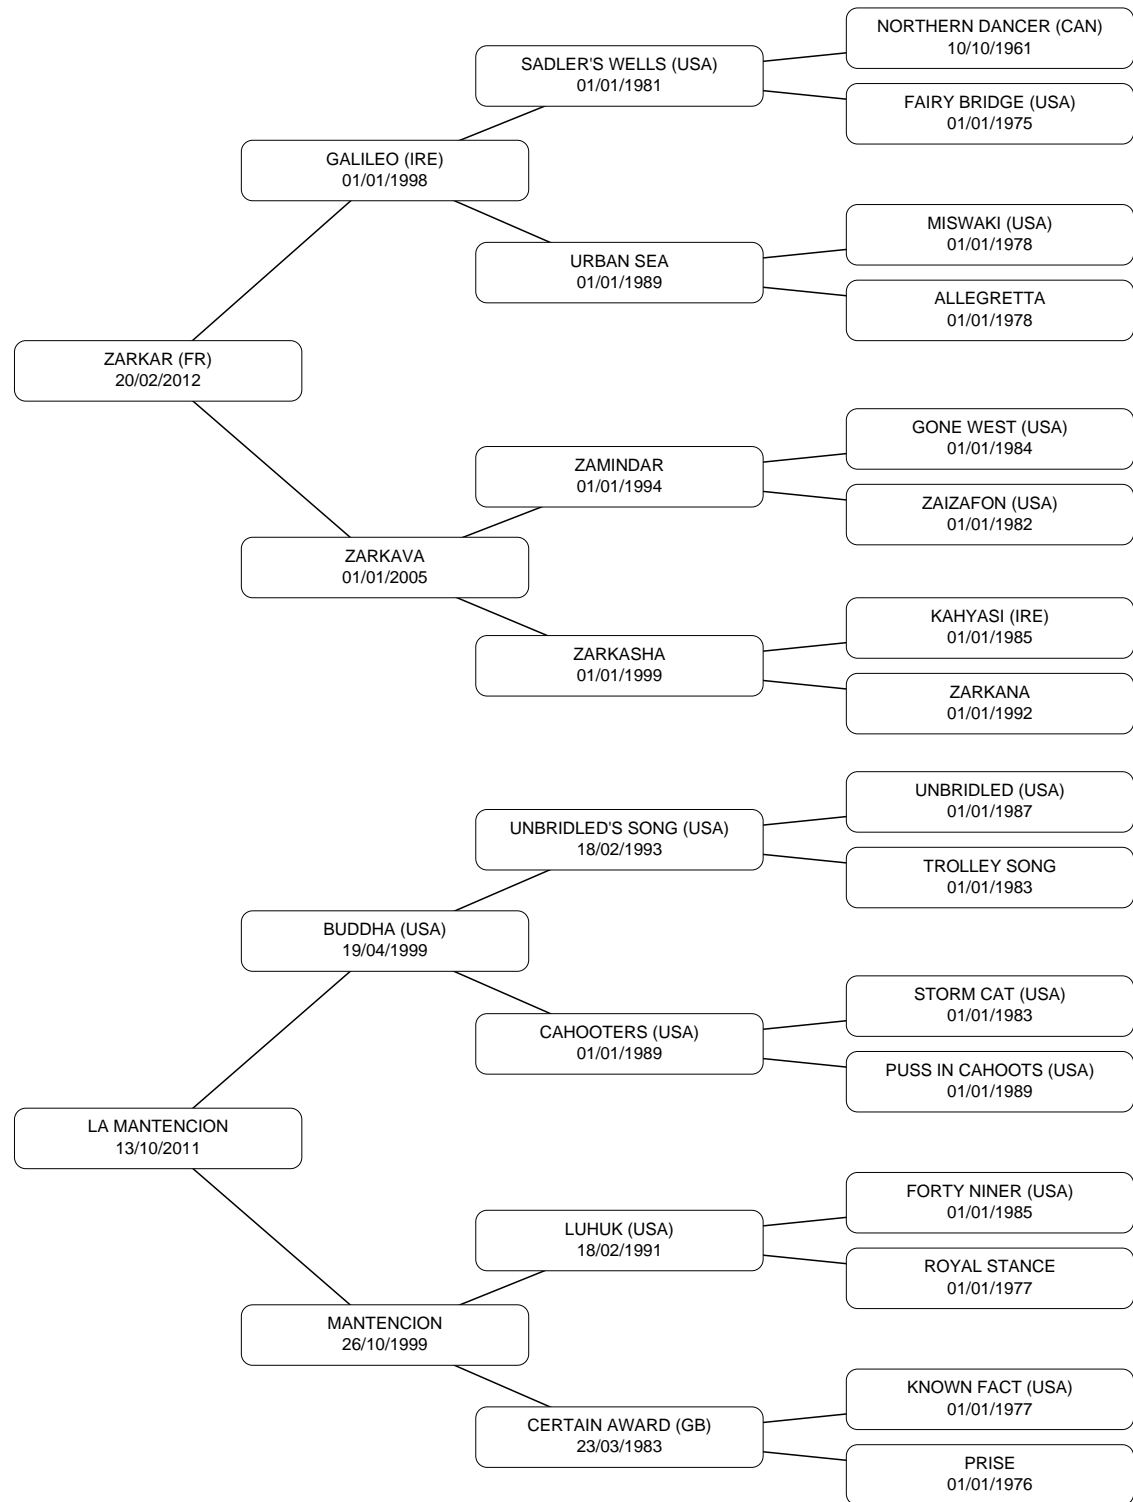 NORTHERN DANCER (CAN)
10/10/1961
SADLER'S WELLS (USA)
01/01/1981
FAIRY BRIDGE (USA)
01/01/1975
GALILEO (IRE)
01/01/1998
MISWAKI (USA)
01/01/1978
URBAN SEA
01/01/1989
ALLEGRETTA
01/01/1978
ZARKAR (FR)
20/02/2012
GONE WEST (USA)
01/01/1984
ZAMINDAR
01/01/1994
ZAIZAFON (USA)
01/01/1982
ZARKAVA
01/01/2005
KAHYASI (IRE)
01/01/1985
ZARKASHA
01/01/1999
ZARKANA
01/01/1992
UNBRIDLED (USA)
01/01/1987
UNBRIDLED'S SONG (USA)
18/02/1993
TROLLEY SONG
01/01/1983
BUDDHA (USA)
19/04/1999
STORM CAT (USA)
01/01/1983
CAHOOTERS (USA)
01/01/1989
PUSS IN CAHOOTS (USA)
01/01/1989
LA MANTENCION
13/10/2011
FORTY NINER (USA)
01/01/1985
LUHUK (USA)
18/02/1991
ROYAL STANCE
01/01/1977
MANTENCION
26/10/1999
KNOWN FACT (USA)
01/01/1977
CERTAIN AWARD (GB)
23/03/1983
PRISE
01/01/1976